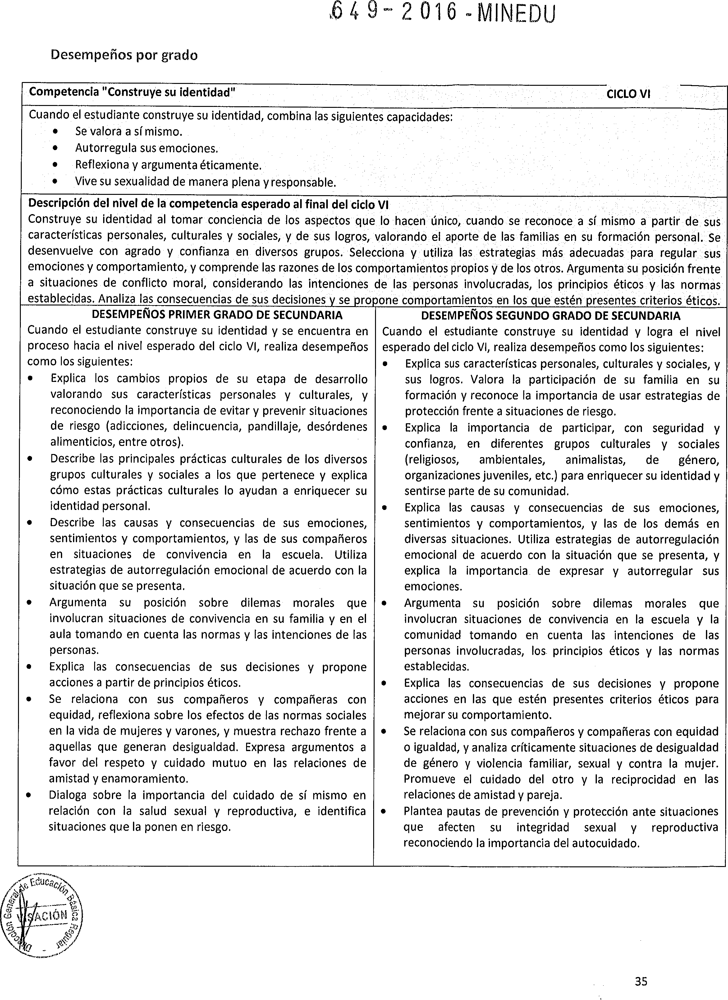 649-2016-MINEDU
Desempeños por grado
Competencia "Construye su identidad" CICLO VI
Cuando el estudiante construye su identidad, combina las siguientes capacidades:
• Se valora a sí mismo.
• Autorregula sus emociones.
• Reflexiona y argumenta éticamente.
• Vive su sexualidad de manera plena y responsable.
Descripción del nivel de la competencia esperado al final del ciclo VI
Construye su identidad al tomar conciencia de los aspectos que lo hacen único, cuando se reconoce a sí mismo a partir de sus
características personales, culturales y sociales, y de sus logros, valorando el aporte de las familias en su formación personal. Se
desenvuelve con agrado y confianza en diversos grupos. Selecciona y utiliza las estrategias más adecuadas para regular sus
emociones y comportamiento, y comprende las razones de los comportamientos propios y de los otros. Argumenta su posición frente
a situaciones de conflicto moral, considerando las intenciones de las personas involucradas, los principios éticos y las normas
establecidas. Analiza las consecuencias de sus decisiones y se propone comportamientos en los que estén presentes criterios éticos.
DESEMPEÑOS PRIMER GRADO DE SECUNDARIA
Cuando el estudiante construye su identidad y se encuentra en
proceso hacia el nivel esperado del ciclo VI, realiza desempeños
como los siguientes:
• Explica los cambios propios de su etapa de desarrollo
valorando sus características personales y culturales, y
reconociendo la importancia de evitar y prevenir situaciones
de riesgo (adicciones, delincuencia, pandillaje, desórdenes
alimenticios, entre otros).
• Describe las principales prácticas culturales de los diversos
grupos culturales y sociales a los que pertenece y explica
cómo estas prácticas culturales lo ayudan a enriquecer su
identidad personal.
• Describe las causas y consecuencias de sus emociones,
sentimientos y comportamientos, y las de sus compañeros
en situaciones de convivencia en la escuela. Utiliza
estrategias de autorregulación emocional de acuerdo con la
situación que se presenta.
• Argumenta su posición sobre dilemas morales que
involucran situaciones de convivencia en su familia y en el
aula tomando en cuenta las normas y las intenciones de las
personas.
• Explica las consecuencias de sus decisiones y propone
acciones a partir de principios éticos.
• Se relaciona con sus compañeros y compañeras con
equidad, reflexiona sobre los efectos de las normas sociales
en la vida de mujeres y varones, y muestra rechazo frente a
aquellas que generan desigualdad. Expresa argumentos a
favor del respeto y cuidado mutuo en las relaciones de
amistad y enamoramiento.
• Dialoga sobre la importancia del cuidado de sí mismo en
relación con la salud sexual y reproductiva, e identifica
situaciones que la ponen en riesgo.
DESEMPEÑOS SEGUNDO GRADO DE SECUNDARIA
Cuando el estudiante construye su identidad y logra el nivel
esperado del ciclo VI, realiza desempeños como los siguientes:
• Explica sus características personales, culturales y sociales, y
sus logros. Valora la participación de su familia en su
formación y reconoce la importancia de usar estrategias de
protección frente a situaciones de riesgo.
• Explica la importancia de participar, con seguridad y
confianza, en diferentes grupos culturales y sociales
(religiosos, ambientales, animalistas, de género,
organizaciones juveniles, etc.) para enriquecer su identidad y
sentirse parte de su comunidad.
• Explica las causas y consecuencias de sus emociones,
sentimientos y comportamientos, y las de los demás en
diversas situaciones. Utiliza estrategias de autorregulación
emocional de acuerdo con la situación que se presenta, y
explica la importancia de expresar y autorregular sus
emociones.
• Argumenta su posición sobre dilemas morales que
involucran situaciones de convivencia en la escuela y la
comunidad tomando en cuenta las intenciones de las
personas involucradas, los principios éticos y las normas
establecidas.
• Explica las consecuencias de sus decisiones y propone
acciones en las que estén presentes criterios éticos para
mejorar su comportamiento.
• Se relaciona con sus compañeros y compañeras con equidad
o igualdad, y analiza críticamente situaciones de desigualdad
de género y violencia familiar, sexual y contra la mujer.
Promueve el cuidado del otro y la reciprocidad en las
relaciones de amistad y pareja.
• Plantea pautas de prevención y protección ante situaciones
que afecten su integridad sexual y reproductiva
reconociendo la importancia del autocuidado.
Dirección General de Educación Básica Regular
VISACIÓN
35